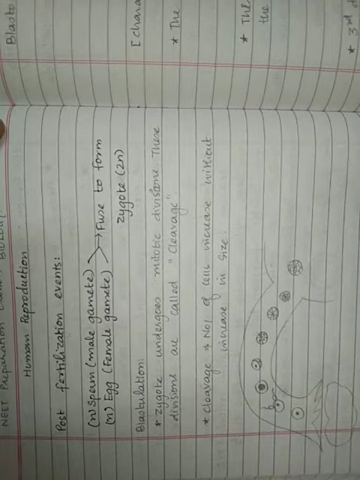 NEET Preparation
Human Reproduction
Post fertilization events:
(n) Sperm (male gamete)
(n) Egg (Female gamete)
→ Fuse to form
zygote (2n)
Blastulation:
* zygote undergoes mitotic divisions. These
divisions are called "Cleavage"
* Cleavage → No. of cells increase without
increase in size.
Blasto
[chara
* The
* The
the
* 3rd